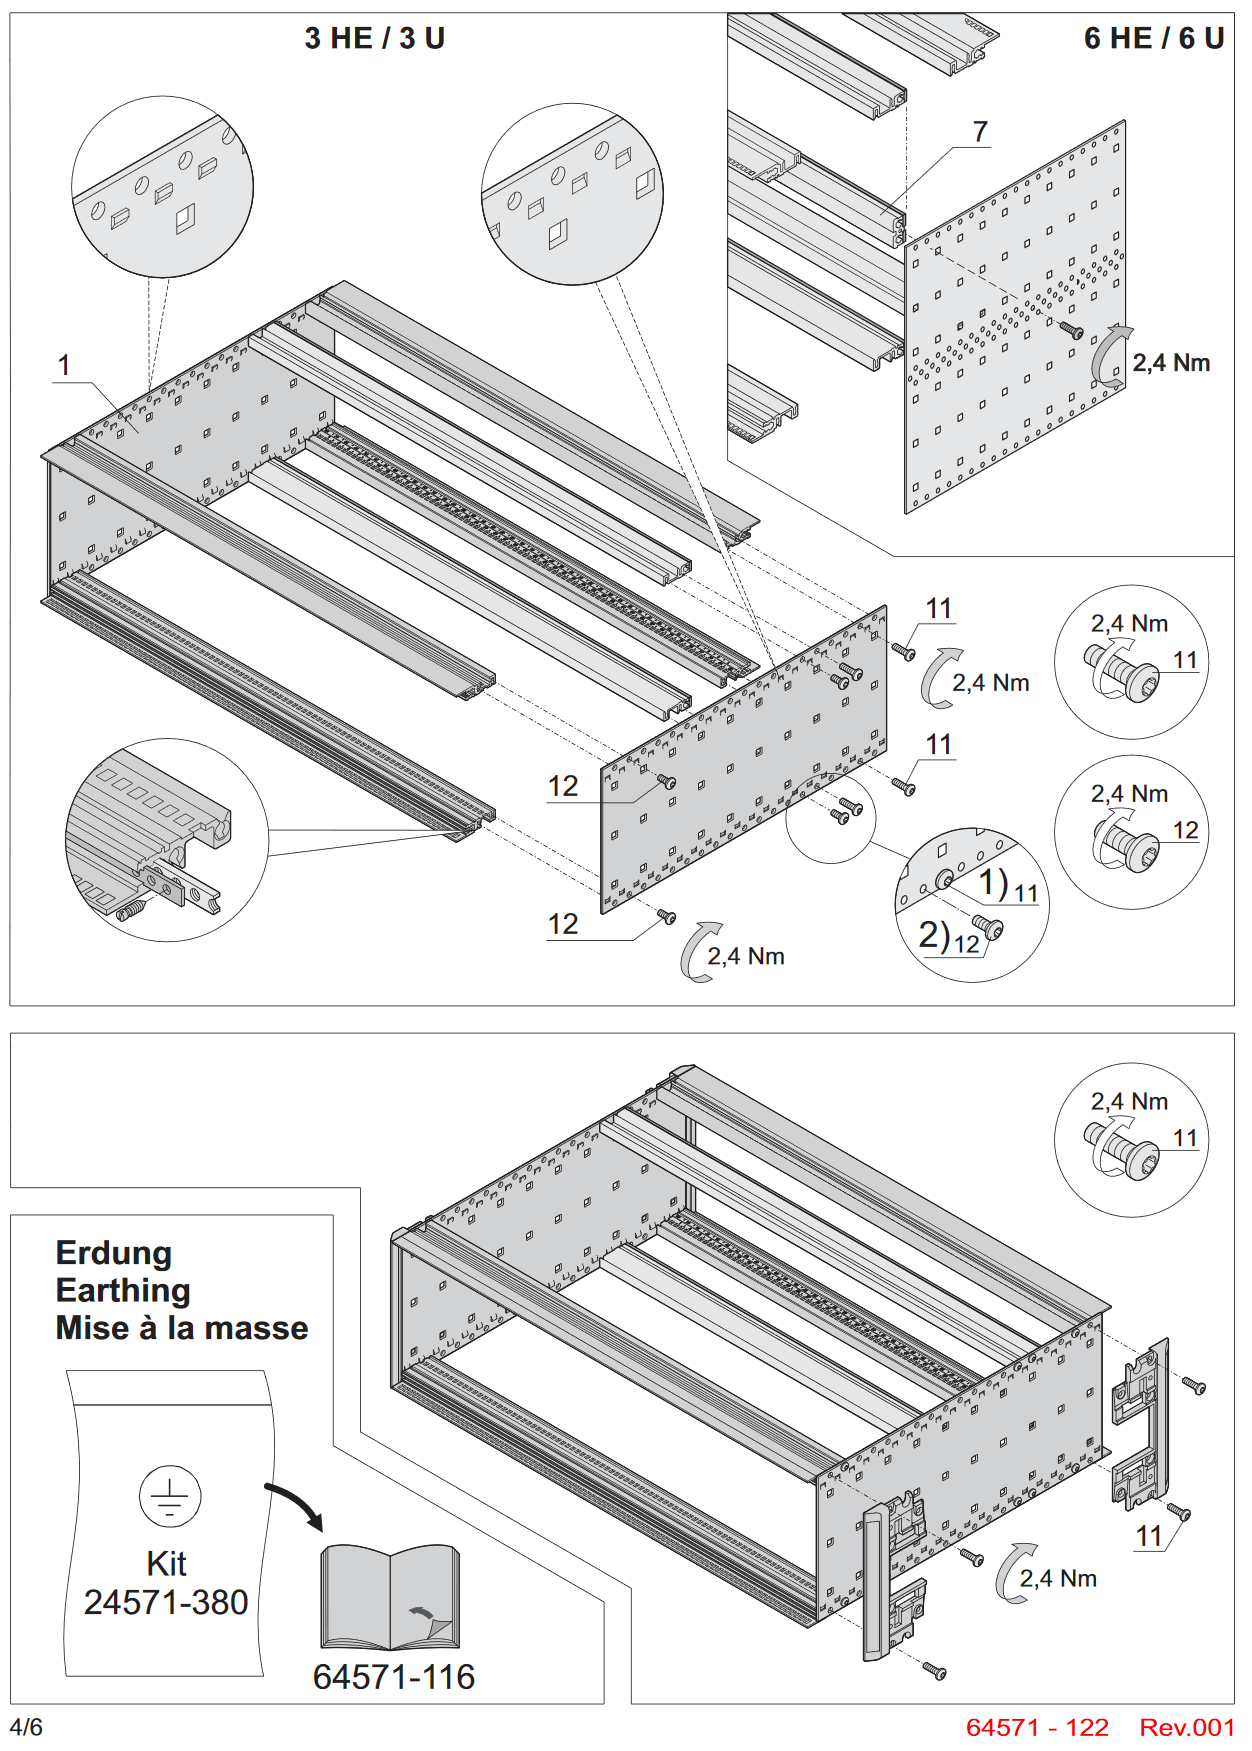 3 HE / 3 U
6 HE / 6 U
7
2,4 Nm
1
11
2,4 Nm
11
12
12
2,4 Nm
1) 11
2) 12
2,4 Nm
11
2,4 Nm
12
2,4 Nm
11
Erdung
Earthing
Mise à la masse
Kit
24571-380
64571-116
11
2,4 Nm
4/6
64571 - 122 Rev.001